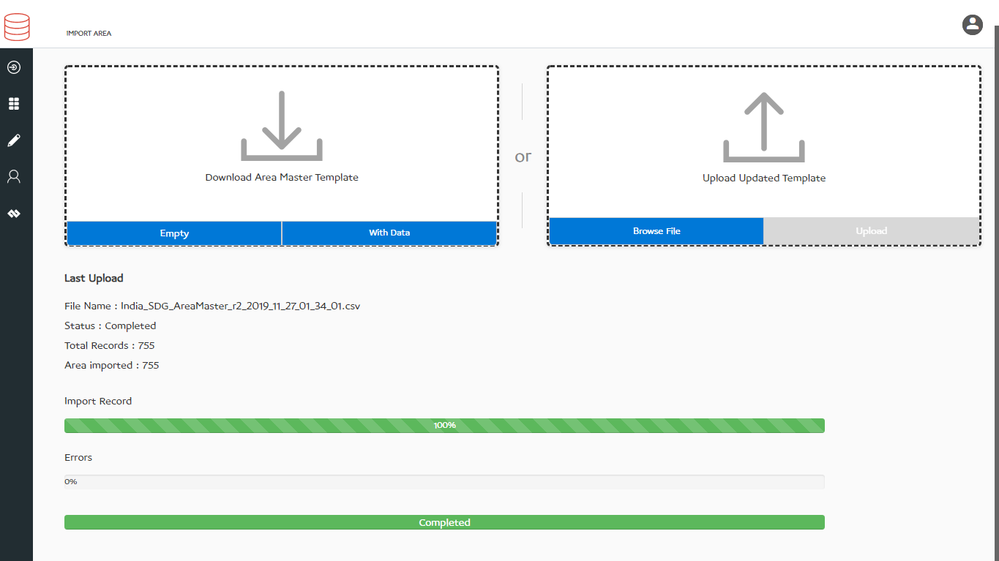 IMPORT AREA
Download Area Master Template
Empty
With Data
or
Upload Updated Template
Browse File
Upload
Last Upload
File Name : India_SDG_AreaMaster_r2_2019_11_27_01_34_01.csv
Status : Completed
Total Records : 755
Area imported : 755
Import Record
100%
Errors
0%
Completed